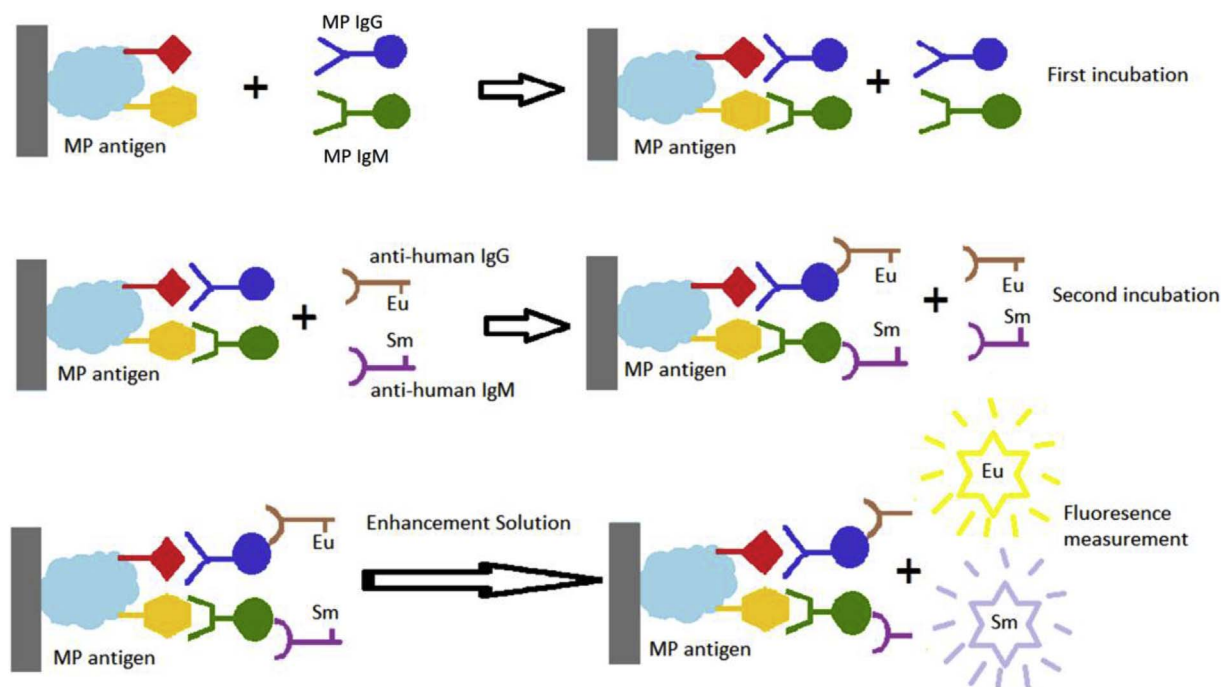 MP IgG
MP antigen
MP IgM
MP antigen
First incubation
anti-human IgG
Eu
Sm
anti-human IgM
MP antigen
Eu
Sm
MP antigen
Eu
Sm
Second incubation
Eu
Sm
MP antigen
Enhancement Solution
MP antigen
Eu
Sm
Fluoresence
measurement